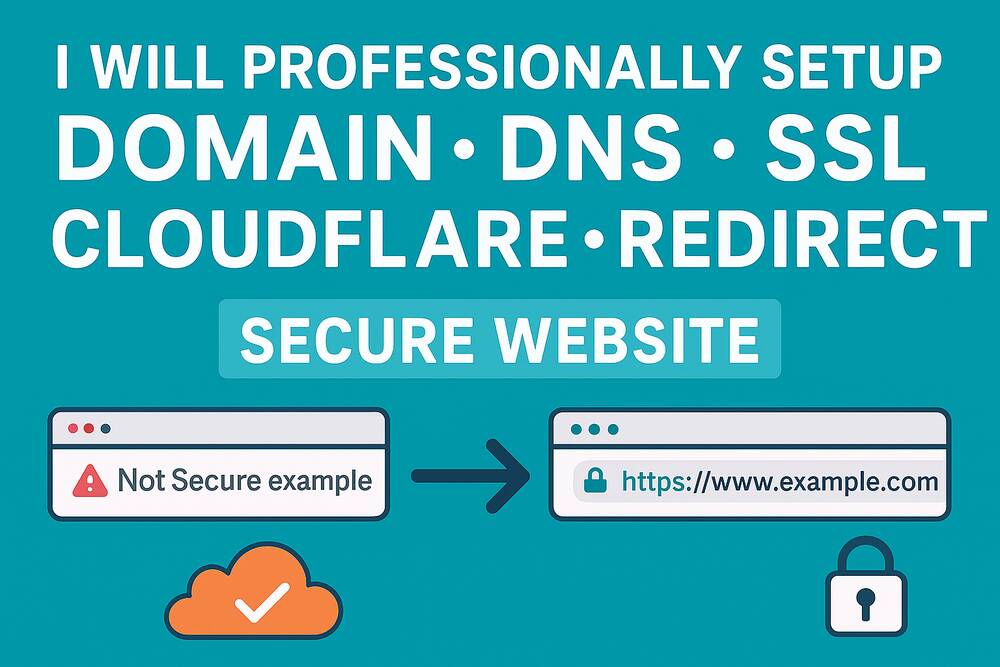 I WILL PROFESSIONALLY SETUP
DOMAIN • DNS • SSL
CLOUDFLARE • REDIRECT
SECURE WEBSITE
Not Secure example
https://www.example.com